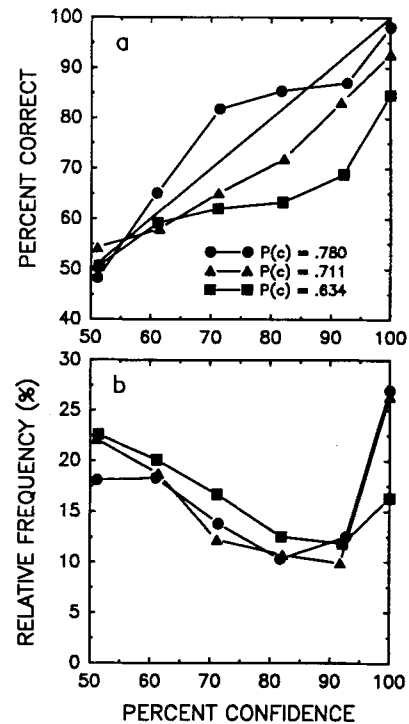 a
PERCENT CORRECT
100
90
80
70
60
50
40
P(c) = .780
P(c) = .711
P(c) = .634
50 60 70 80 90 100
b
RELATIVE FREQUENCY (%)
30
25
20
15
10
5
0
50 60 70 80 90 100
PERCENT CONFIDENCE